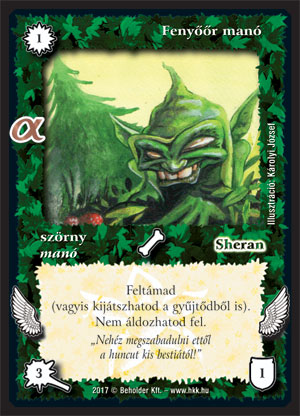 1
Fenyőőr manó
α
Illusztráció: Károlyi József
szörny
manó
Sheran
Feltámad
(vagyis kijátszhatod a gyűjtődből is).
Nem áldozhatod fel.
„Nehéz megszabadulni ettől
a huncut kis bestiától!”
3
1
2017 © Beholder Kft. – www.hkk.hu